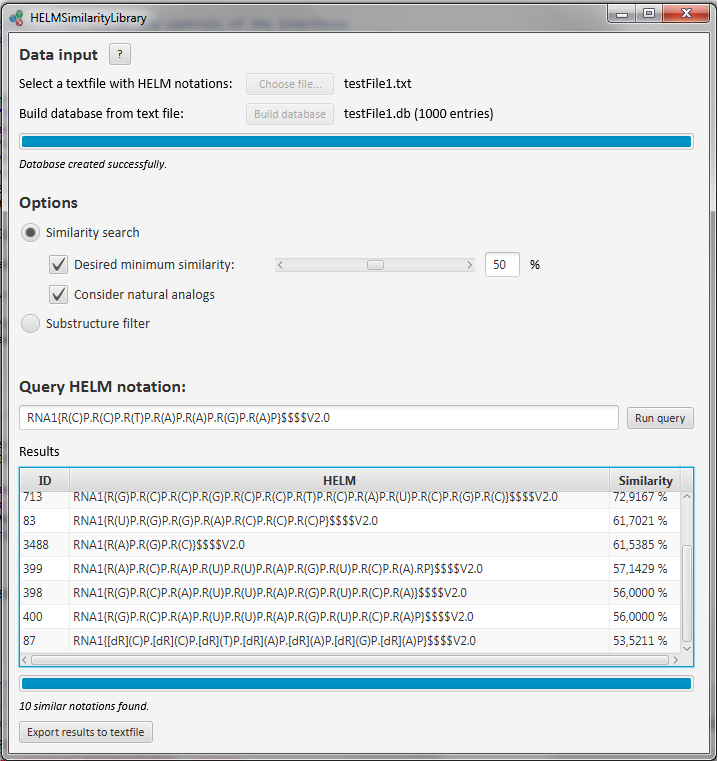 HELMSimilarityLibrary
Data input ?
Select a textfile with HELM notations: Choose file... testFile1.txt
Build database from text file: Build database testFile1.db (1000 entries)
Database created successfully.
Options
Similarity search
Desired minimum similarity: 50 %
Consider natural analogs
Substructure filter
Query HELM notation:
RNA1{R(C)P.R(C)P.R(T)P.R(A)P.R(A)P.R(G)P.R(A)P}$$$$V2.0 Run query
Results
ID HELM Similarity
713 RNA1{R(G)P.R(C)P.R(C)P.R(G)P.R(C)P.R(C)P.R(T)P.R(C)P.R(A)P.R(U)P.R(C)P.R(G)P.R(C)}$$$$V2.0 72,9167 %
83 RNA1{R(U)P.R(G)P.R(G)P.R(A)P.R(C)P.R(C)P.R(C)P}$$$$V2.0 61,7021 %
3488 RNA1{R(A)P.R(G)P.R(C)}$$$$V2.0 61,5385 %
399 RNA1{R(A)P.R(C)P.R(A)P.R(U)P.R(U)P.R(A)P.R(G)P.R(U)P.R(C)P.R(A).RP}$$$$V2.0 57,1429 %
398 RNA1{R(G)P.R(C)P.R(A)P.R(U)P.R(U)P.R(A)P.R(G)P.R(U)P.R(C)P.R(A)}$$$$V2.0 56,0000 %
400 RNA1{R(G)P.R(C)P.R(A)P.R(U)P.R(U)P.R(A)P.R(G)P.R(U)P.R(C)P.R(A)P}$$$$V2.0 56,0000 %
87 RNA1{[dR](C)P.[dR](C)P.[dR](T)P.[dR](A)P.[dR](A)P.[dR](G)P.[dR](A)P}$$$$V2.0 53,5211 %
10 similar notations found.
Export results to textfile